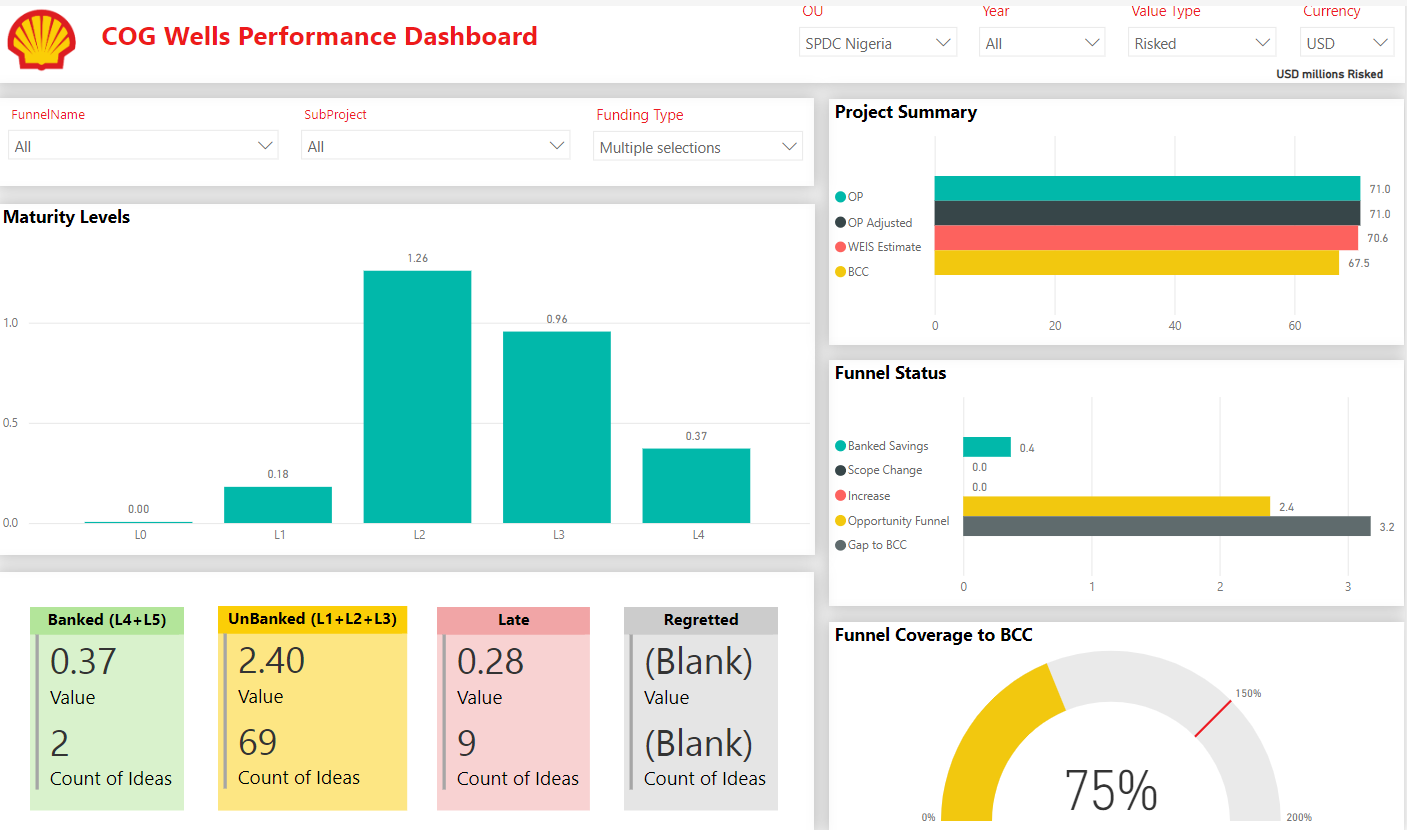 COG Wells Performance Dashboard
OU
Year
Value Type
Currency
SPDC Nigeria
All
Risked
USD
USD millions Risked
FunnelName
SubProject
Funding Type
All
All
Multiple selections
Maturity Levels
1.26
0.96
0.37
0.18
0.00
1.0
0.5
0.0
L0
L1
L2
L3
L4
Banked (L4+L5)
0.37
Value
2
Count of Ideas
UnBanked (L1+L2+L3)
2.40
Value
69
Count of Ideas
Late
0.28
Value
9
Count of Ideas
Regretted
(Blank)
Value
(Blank)
Count of Ideas
Project Summary
OP
OP Adjusted
WEIS Estimate
BCC
71.0
71.0
70.6
67.5
0
20
40
60
Funnel Status
Banked Savings
Scope Change
Increase
Opportunity Funnel
Gap to BCC
0.4
0.0
0.0
2.4
3.2
0
1
2
3
Funnel Coverage to BCC
150%
75%
0%
200%